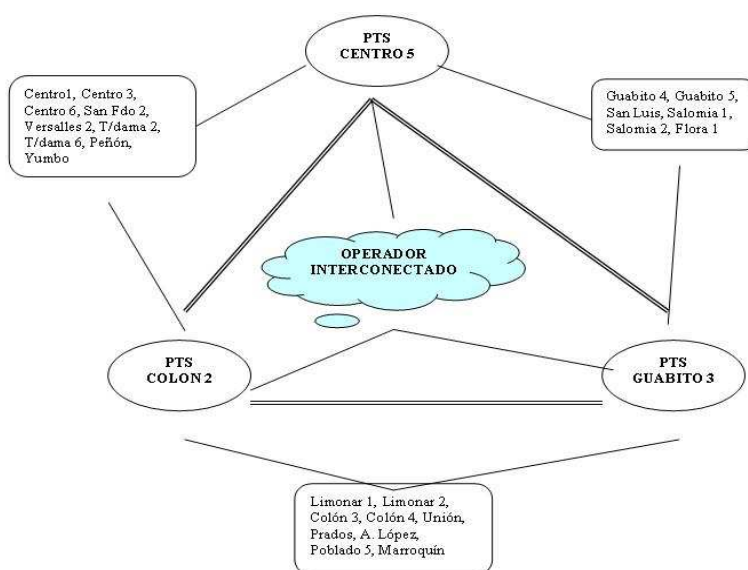 PTS
CENTRO 5
Centro1, Centro 3,
Centro 6, San Fdo 2,
Versalles 2, T/dama 2,
T/dama 6, Peñón,
Yumbo
Guabito 4, Guabito 5,
San Luis, Salomia 1,
Salomia 2, Flora 1
OPERADOR
INTERCONECTADO
PTS
COLON 2
PTS
GUABITO 3
Limonar 1, Limonar 2,
Colón 3, Colón 4, Unión,
Prados, A. López,
Poblado 5, Marroquín